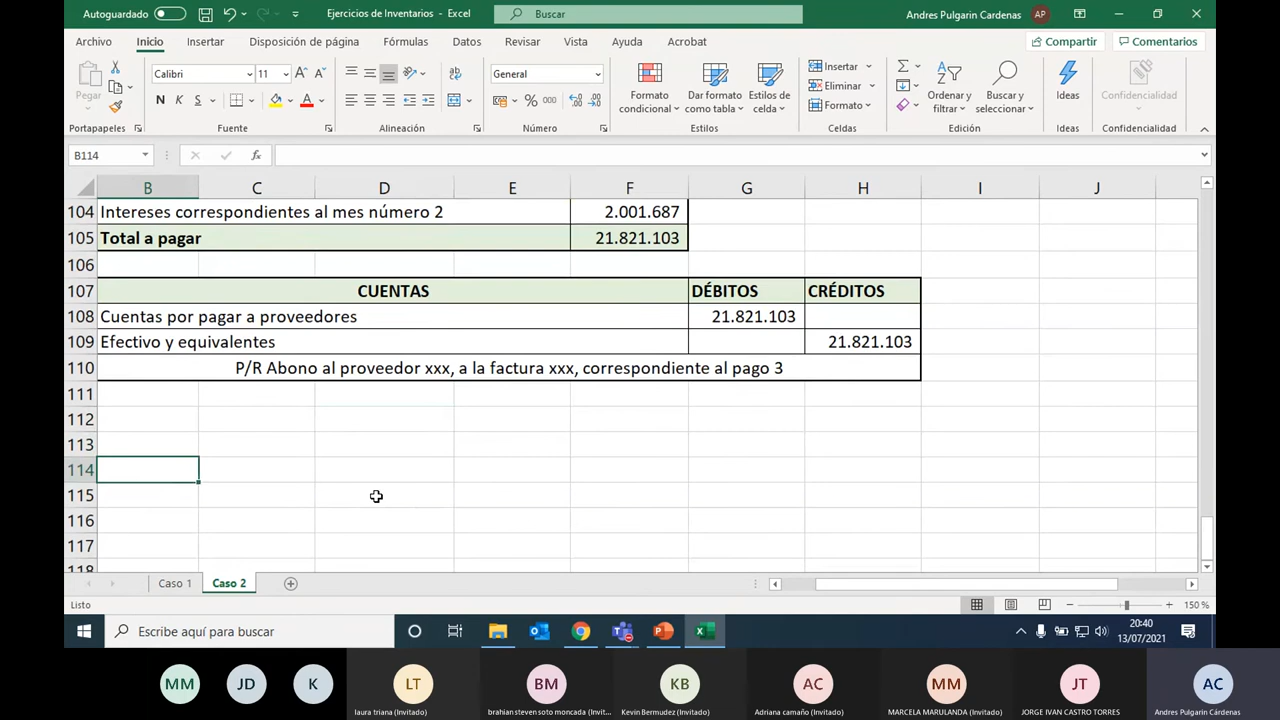 Autoguardado
Ejercicios de Inventarios - Excel
Buscar
Andres Pulgarin Cardenas
AP
Archivo Inicio Insertar Disposición de página Fórmulas Datos Revisar Vista Ayuda Acrobat
Compartir Comentarios
Pegar
Calibri 11
N K S
General
% 000
Formato condicional
Dar formato como tabla
Estilos de celda
Insertar
Eliminar
Formato
Ordenar y filtrar
Buscar y seleccionar
Ideas
Confidencialidad
Portapapeles Fuente Alineación Número Estilos Celdas Edición Ideas Confidencialidad
B114 fx
B C D E F G H I J
104 Intereses correspondientes al mes número 2 2.001.687
105 Total a pagar 21.821.103
106
107 CUENTAS DÉBITOS CRÉDITOS
108 Cuentas por pagar a proveedores 21.821.103
109 Efectivo y equivalentes 21.821.103
110 P/R Abono al proveedor xxx, a la factura xxx, correspondiente al pago 3
111
112
113
114
115
116
117
118
Caso 1 Caso 2
Listo
150 %
Escribe aquí para buscar
20:40
13/07/2021
MM JD K LT BM KB AC MM JT AC
laura triana (Invitado)
brahian steven soto moncada (Invit...
Kevin Bermudez (Invitado)
Adriana camaño (Invitado)
MARCELA MARULANDA (Invitado)
JORGE IVAN CASTRO TORRES
Andres Pulgarin Cárdenas